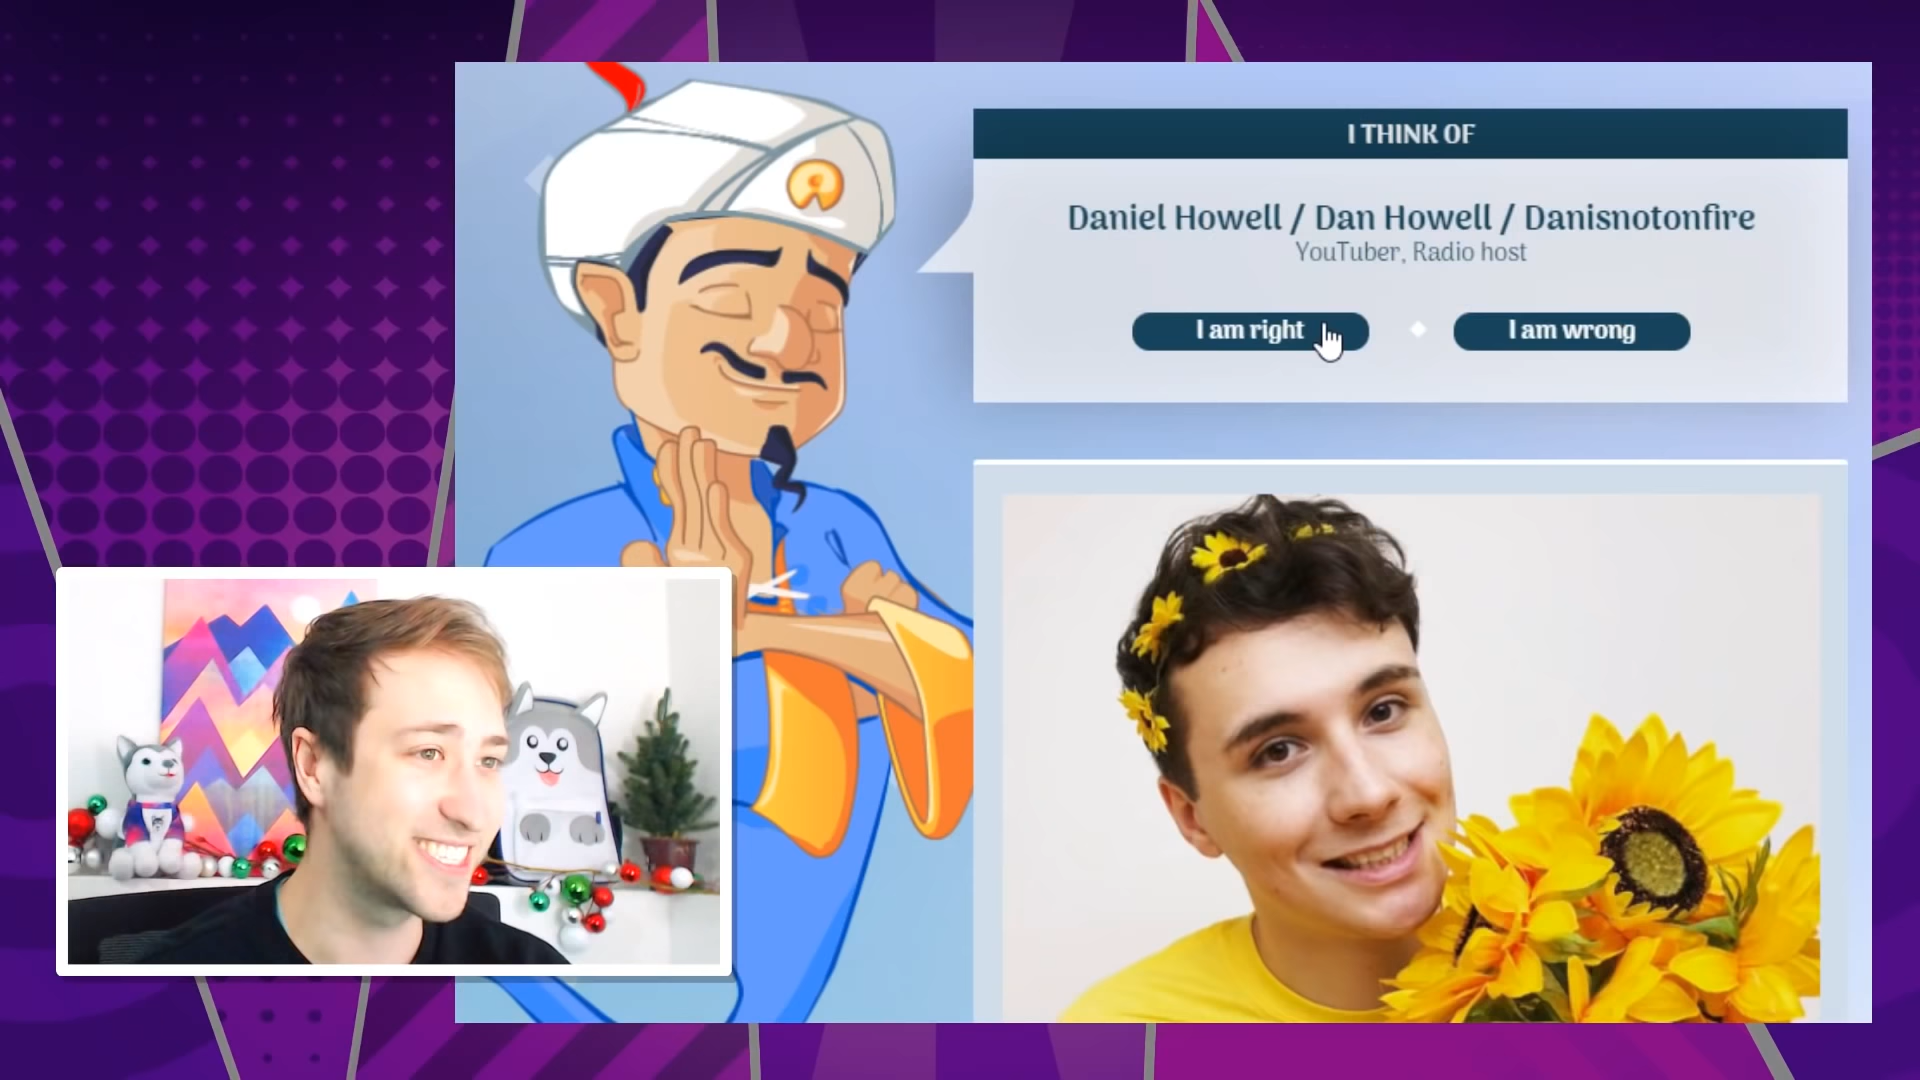 I THINK OF
Daniel Howell / Dan Howell / Danisnotonfire
YouTuber, Radio host
I am right
I am wrong